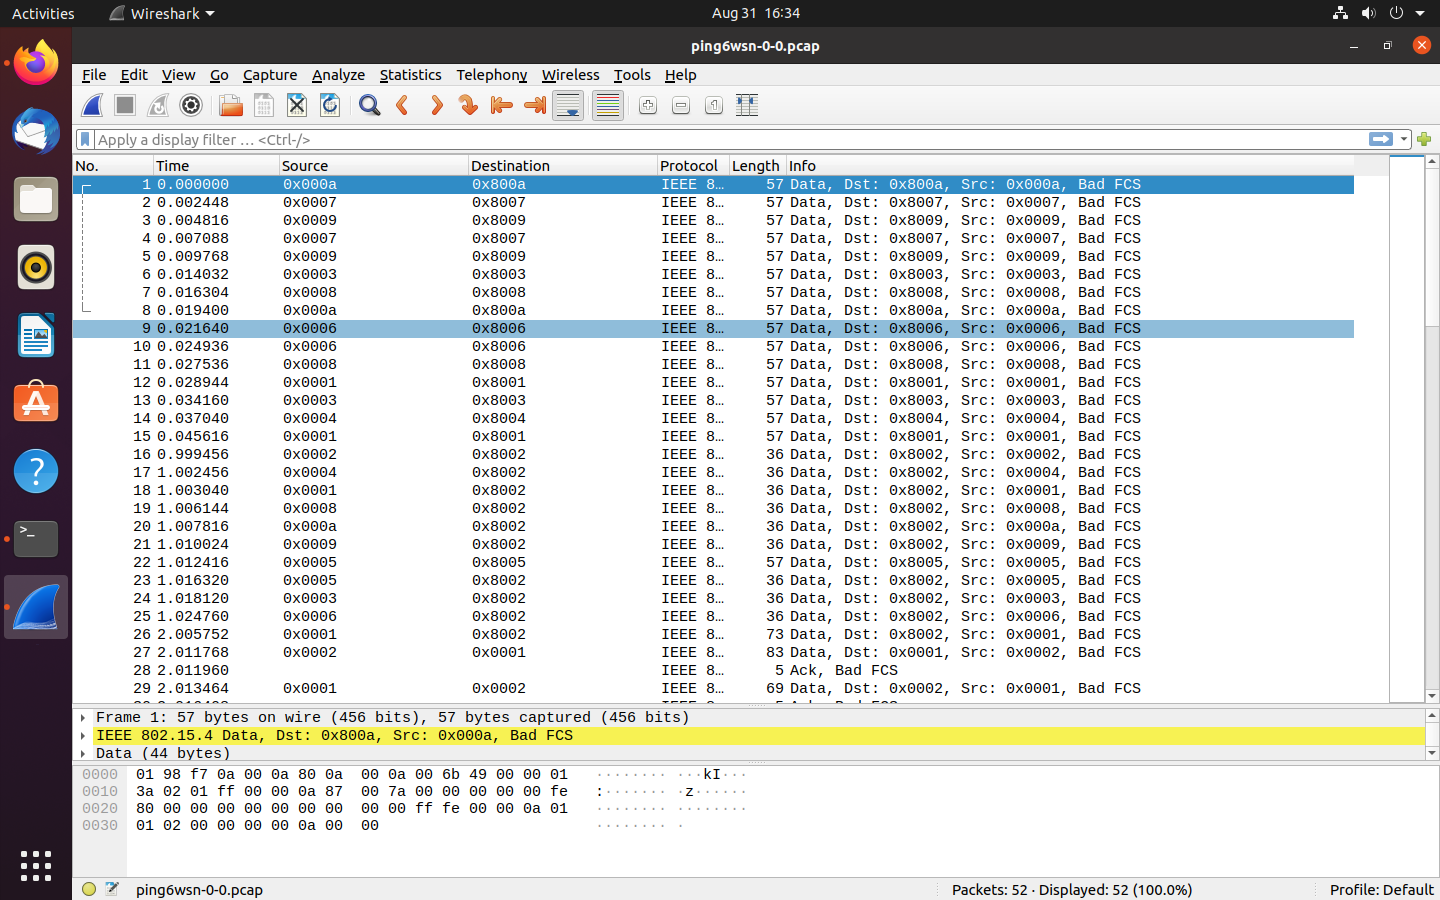 Activities Wireshark Aug 31 16:34
ping6wsn-0-0.pcap
File Edit View Go Capture Analyze Statistics Telephony Wireless Tools Help
Apply a display filter … <Ctrl-/>
No. Time Source Destination Protocol Length Info
1 0.000000 0x000a 0x800a IEEE 8… 57 Data, Dst: 0x800a, Src: 0x000a, Bad FCS
2 0.002448 0x0007 0x8007 IEEE 8… 57 Data, Dst: 0x8007, Src: 0x0007, Bad FCS
3 0.004816 0x0009 0x8009 IEEE 8… 57 Data, Dst: 0x8009, Src: 0x0009, Bad FCS
4 0.007088 0x0007 0x8007 IEEE 8… 57 Data, Dst: 0x8007, Src: 0x0007, Bad FCS
5 0.009768 0x0009 0x8009 IEEE 8… 57 Data, Dst: 0x8009, Src: 0x0009, Bad FCS
6 0.014032 0x0003 0x8003 IEEE 8… 57 Data, Dst: 0x8003, Src: 0x0003, Bad FCS
7 0.016304 0x0008 0x8008 IEEE 8… 57 Data, Dst: 0x8008, Src: 0x0008, Bad FCS
8 0.019400 0x000a 0x800a IEEE 8… 57 Data, Dst: 0x800a, Src: 0x000a, Bad FCS
9 0.021640 0x0006 0x8006 IEEE 8… 57 Data, Dst: 0x8006, Src: 0x0006, Bad FCS
10 0.024936 0x0006 0x8006 IEEE 8… 57 Data, Dst: 0x8006, Src: 0x0006, Bad FCS
11 0.027536 0x0008 0x8008 IEEE 8… 57 Data, Dst: 0x8008, Src: 0x0008, Bad FCS
12 0.028944 0x0001 0x8001 IEEE 8… 57 Data, Dst: 0x8001, Src: 0x0001, Bad FCS
13 0.034160 0x0003 0x8003 IEEE 8… 57 Data, Dst: 0x8003, Src: 0x0003, Bad FCS
14 0.037040 0x0004 0x8004 IEEE 8… 57 Data, Dst: 0x8004, Src: 0x0004, Bad FCS
15 0.045616 0x0001 0x8001 IEEE 8… 57 Data, Dst: 0x8001, Src: 0x0001, Bad FCS
16 0.999456 0x0002 0x8002 IEEE 8… 36 Data, Dst: 0x8002, Src: 0x0002, Bad FCS
17 1.002456 0x0004 0x8002 IEEE 8… 36 Data, Dst: 0x8002, Src: 0x0004, Bad FCS
18 1.003040 0x0001 0x8002 IEEE 8… 36 Data, Dst: 0x8002, Src: 0x0001, Bad FCS
19 1.006144 0x0008 0x8002 IEEE 8… 36 Data, Dst: 0x8002, Src: 0x0008, Bad FCS
20 1.007816 0x000a 0x8002 IEEE 8… 36 Data, Dst: 0x8002, Src: 0x000a, Bad FCS
21 1.010024 0x0009 0x8002 IEEE 8… 36 Data, Dst: 0x8002, Src: 0x0009, Bad FCS
22 1.012416 0x0005 0x8005 IEEE 8… 57 Data, Dst: 0x8005, Src: 0x0005, Bad FCS
23 1.016320 0x0005 0x8002 IEEE 8… 36 Data, Dst: 0x8002, Src: 0x0005, Bad FCS
24 1.018120 0x0003 0x8002 IEEE 8… 36 Data, Dst: 0x8002, Src: 0x0003, Bad FCS
25 1.024760 0x0006 0x8002 IEEE 8… 36 Data, Dst: 0x8002, Src: 0x0006, Bad FCS
26 2.005752 0x0001 0x8002 IEEE 8… 73 Data, Dst: 0x8002, Src: 0x0001, Bad FCS
27 2.011768 0x0002 0x0001 IEEE 8… 83 Data, Dst: 0x0001, Src: 0x0002, Bad FCS
28 2.011960 IEEE 8… 5 Ack, Bad FCS
29 2.013464 0x0001 0x0002 IEEE 8… 69 Data, Dst: 0x0002, Src: 0x0001, Bad FCS
Frame 1: 57 bytes on wire (456 bits), 57 bytes captured (456 bits)
IEEE 802.15.4 Data, Dst: 0x800a, Src: 0x000a, Bad FCS
Data (44 bytes)
0000 01 98 f7 0a 00 0a 80 0a 00 0a 00 6b 49 00 00 01 ········ ···kI···
0010 3a 02 01 ff 00 00 0a 87 00 7a 00 00 00 00 00 fe :······· ·z······
0020 80 00 00 00 00 00 00 00 00 00 ff fe 00 00 0a 01 ········ ········
0030 01 02 00 00 00 00 0a 00 00 ········ ·
ping6wsn-0-0.pcap Packets: 52 · Displayed: 52 (100.0%) Profile: Default